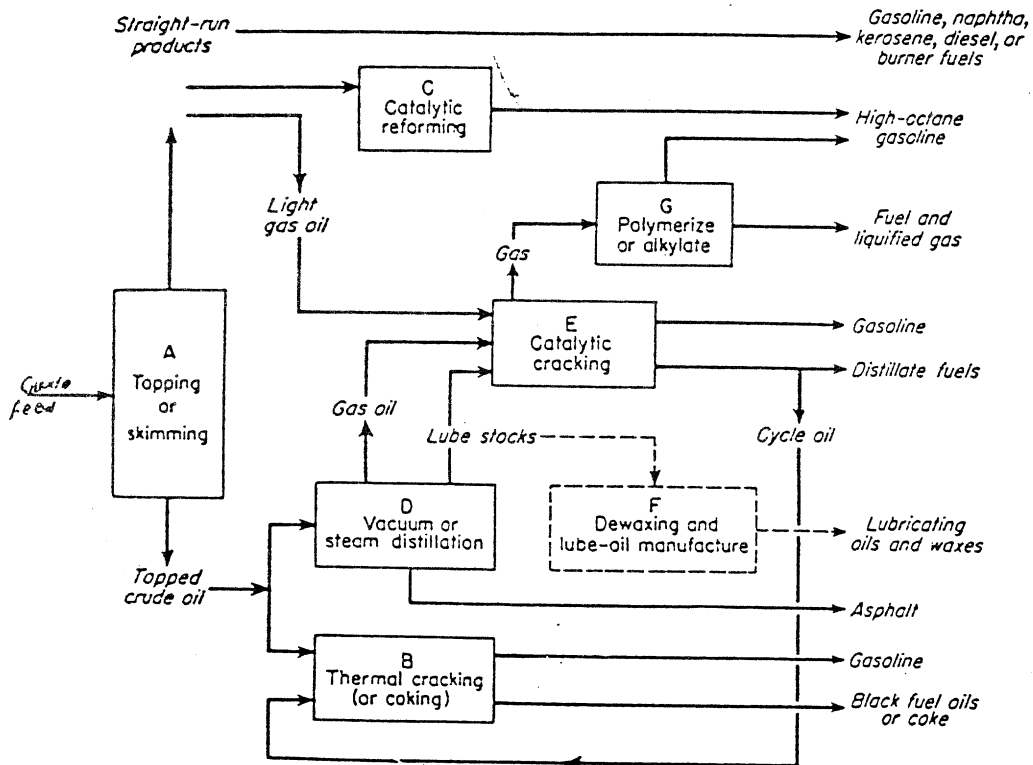 Straight-run
products
Gasoline, naphtha,
kerosene, diesel, or
burner fuels
C
Catalytic
reforming
High-octane
gasoline
Light
gas oil
G
Polymerize
or alkylate
Fuel and
liquified gas
Gas
A
Topping
or
skimming
E
Catalytic
cracking
Gasoline
Distillate fuels
Crude
feed
Gas oil
Lube stocks
Cycle oil
D
Vacuum or
steam distillation
F
Dewaxing and
lube-oil manufacture
Lubricating
oils and waxes
Topped
crude oil
Asphalt
B
Thermal cracking
(or coking)
Gasoline
Black fuel oils
or coke